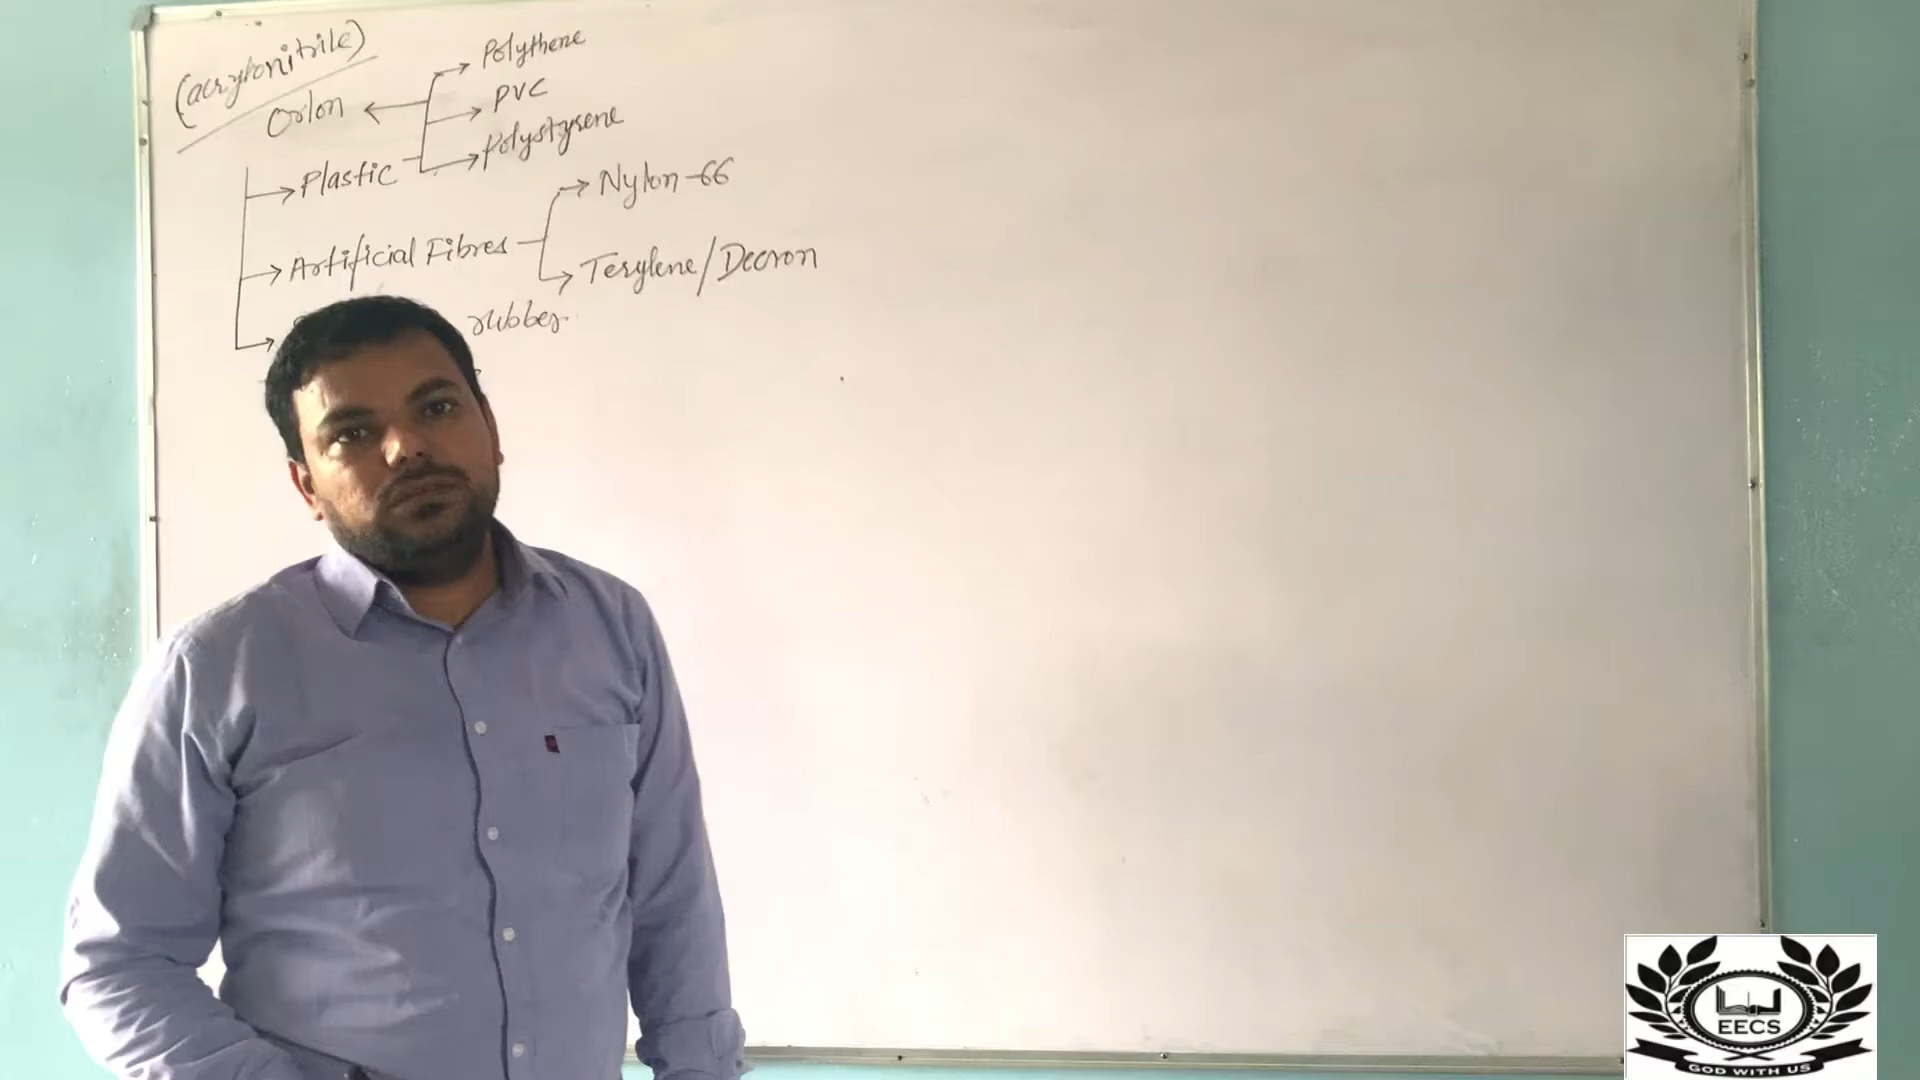 (acrylonitrile)
Orlon
Polythene
PVC
Polystyrene
Plastic
Nylon-66
Artificial Fibres
Terylene/Decron
rubber
EECS
GOD WITH US